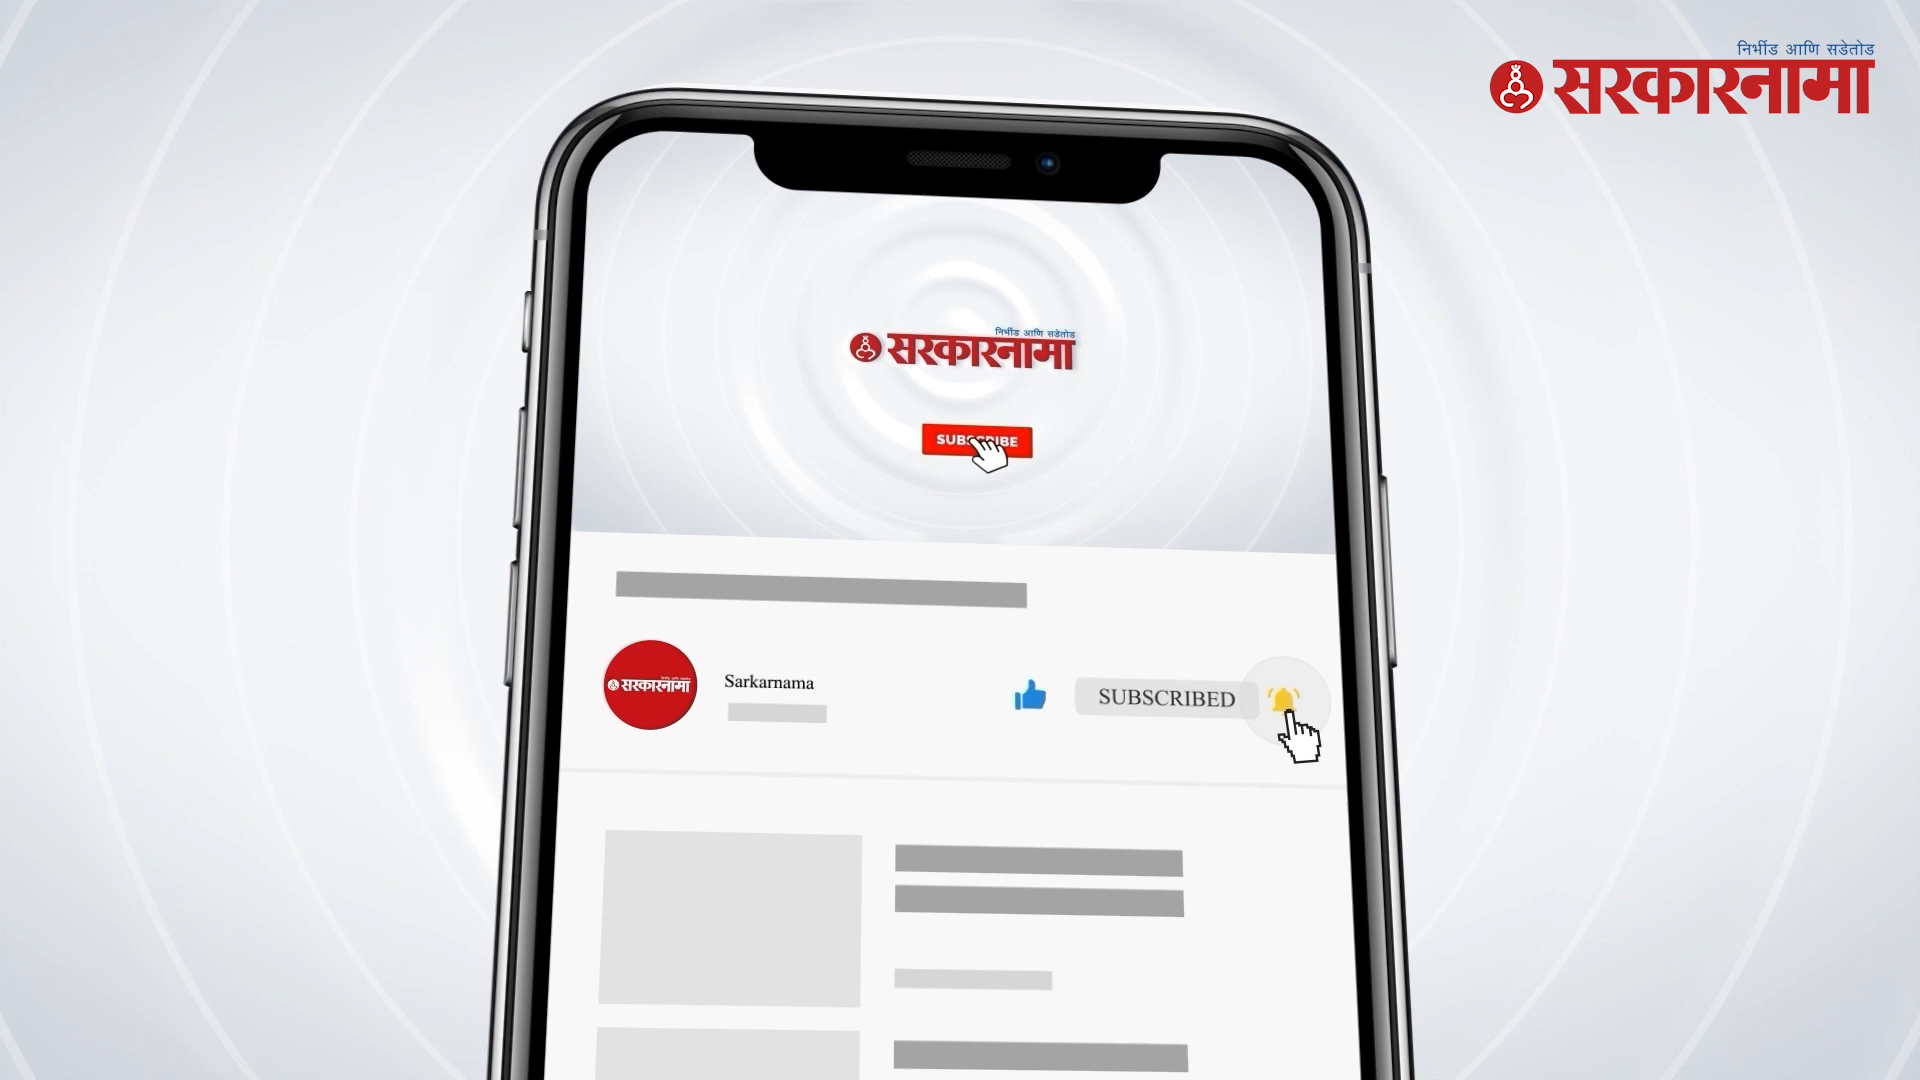 निर्भीड आणि सडेतोड
सरकारनामा
निर्भीड आणि सडेतोड
सरकारनामा
SUBSCRIBE
सरकारनामा
Sarkarnama
SUBSCRIBED